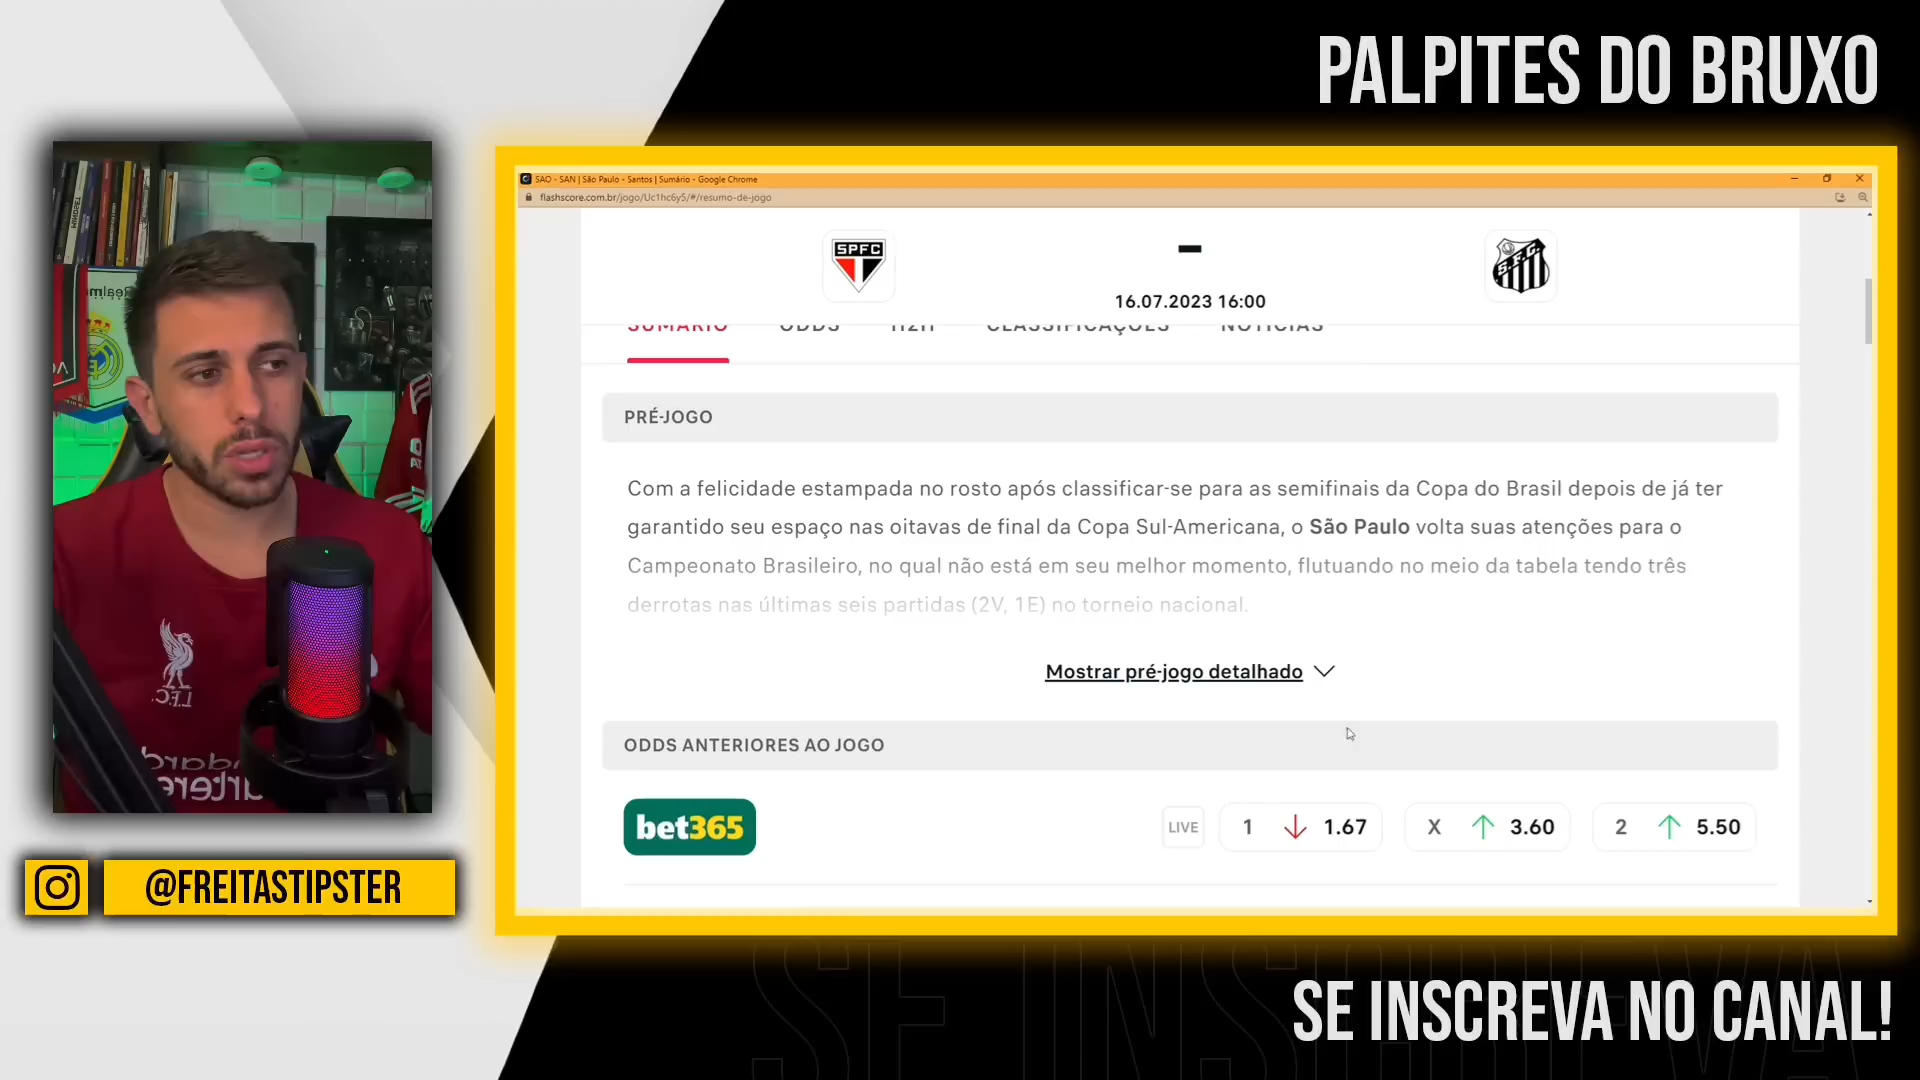 PALPITES DO BRUXO
SAO - SAN | São Paulo - Santos | Sumário - Google Chrome
flashscore.com.br/jogo/Uc1hc6y5/#/resumo-de-jogo
SPFC
S.F.C.
16.07.2023 16:00
SUMÁRIO ODDS H2H CLASSIFICAÇÕES NOTÍCIAS
PRÉ-JOGO
Com a felicidade estampada no rosto após classificar-se para as semifinais da Copa do Brasil depois de já ter
garantido seu espaço nas oitavas de final da Copa Sul-Americana, o São Paulo volta suas atenções para o
Campeonato Brasileiro, no qual não está em seu melhor momento, flutuando no meio da tabela tendo três
derrotas nas últimas seis partidas (2V, 1E) no torneio nacional.
Mostrar pré-jogo detalhado
ODDS ANTERIORES AO JOGO
bet365 LIVE 1 1.67 X 3.60 2 5.50
L.F.C.
@FREITASTIPSTER
SE INSCREVA NO CANAL!